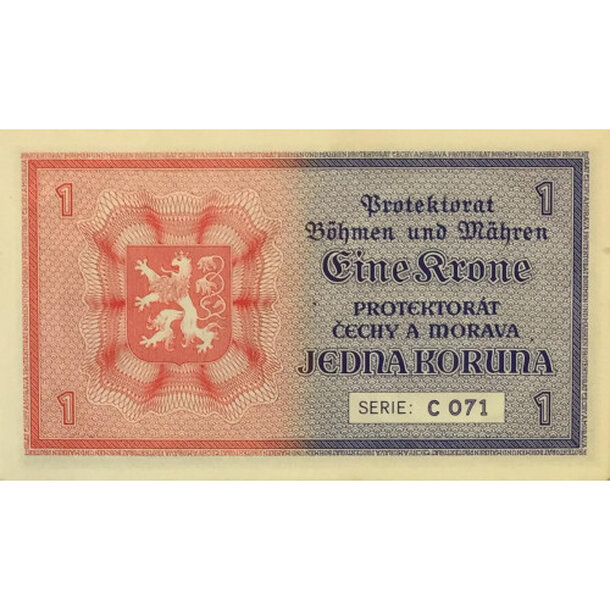 1
1
Protektorat
Böhmen und Mähren
Eine Krone
PROTEKTORÁT
ČECHY A MORAVA
JEDNA KORUNA
SERIE: C 071
1
1